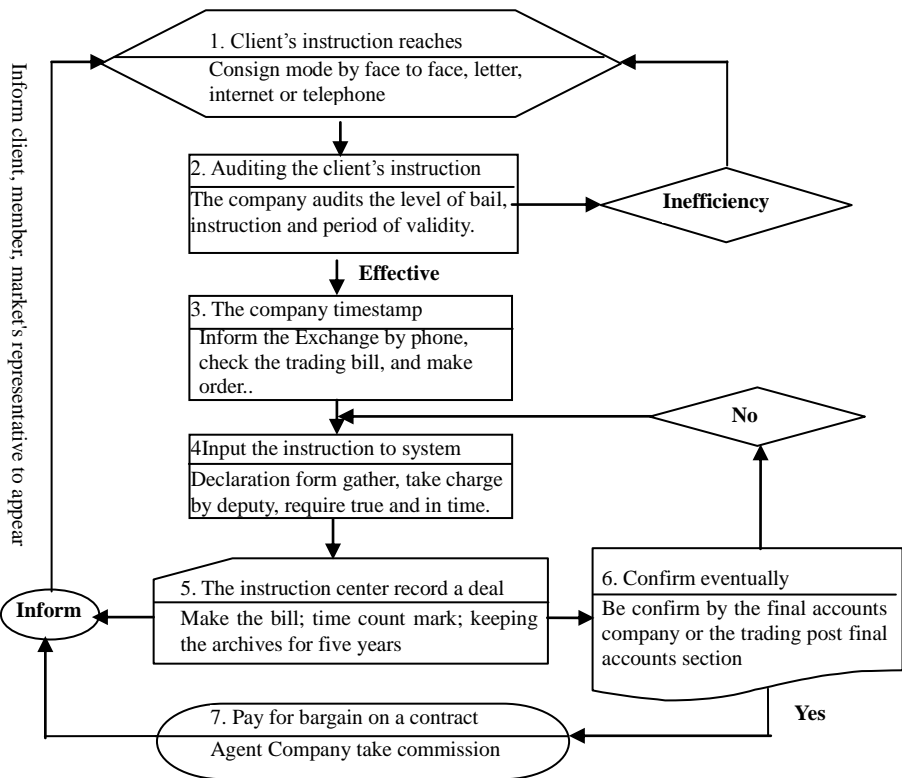 1. Client's instruction reaches
Consign mode by face to face, letter,
internet or telephone
Inform client, member, market's representative to appear
2. Auditing the client's instruction
The company audits the level of bail,
instruction and period of validity.
Inefficiency
Effective
3. The company timestamp
Inform the Exchange by phone,
check the trading bill, and make
order..
No
4Input the instruction to system
Declaration form gather, take charge
by deputy, require true and in time.
5. The instruction center record a deal
Make the bill; time count mark; keeping
the archives for five years
6. Confirm eventually
Be confirm by the final accounts
company or the trading post final
accounts section
Inform
Yes
7. Pay for bargain on a contract
Agent Company take commission